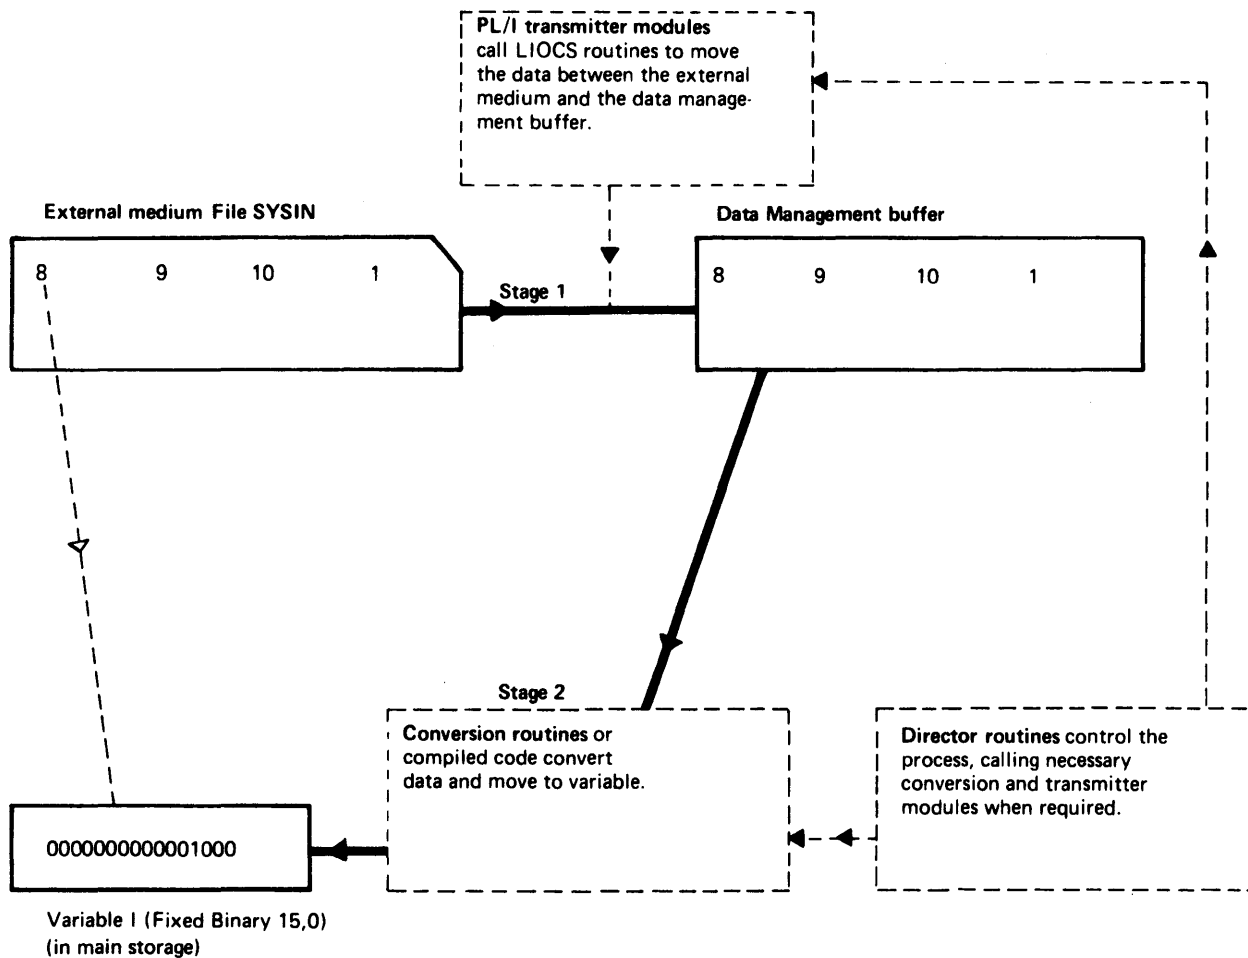 PL/I transmitter modules
call LIOCS routines to move
the data between the external
medium and the data manage-
ment buffer.
External medium File SYSIN
Data Management buffer
8 9 10 1
8 9 10 1
Stage 1
Stage 2
Conversion routines or
compiled code convert
data and move to variable.
Director routines control the
process, calling necessary
conversion and transmitter
modules when required.
0000000000001000
Variable I (Fixed Binary 15,0)
(in main storage)